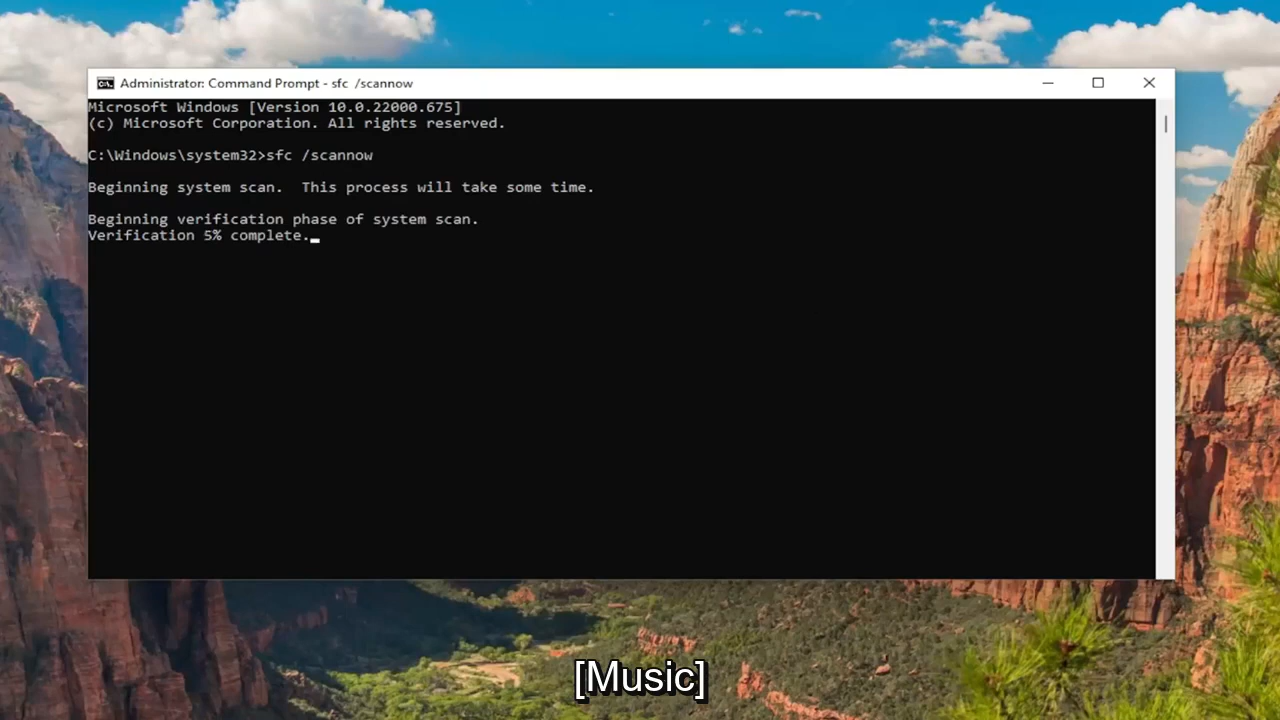 Administrator: Command Prompt - sfc  /scannow
Microsoft Windows [Version 10.0.22000.675]
(c) Microsoft Corporation. All rights reserved.
C:\Windows\system32>sfc /scannow
Beginning system scan.  This process will take some time.
Beginning verification phase of system scan.
Verification 5% complete.
[Music]